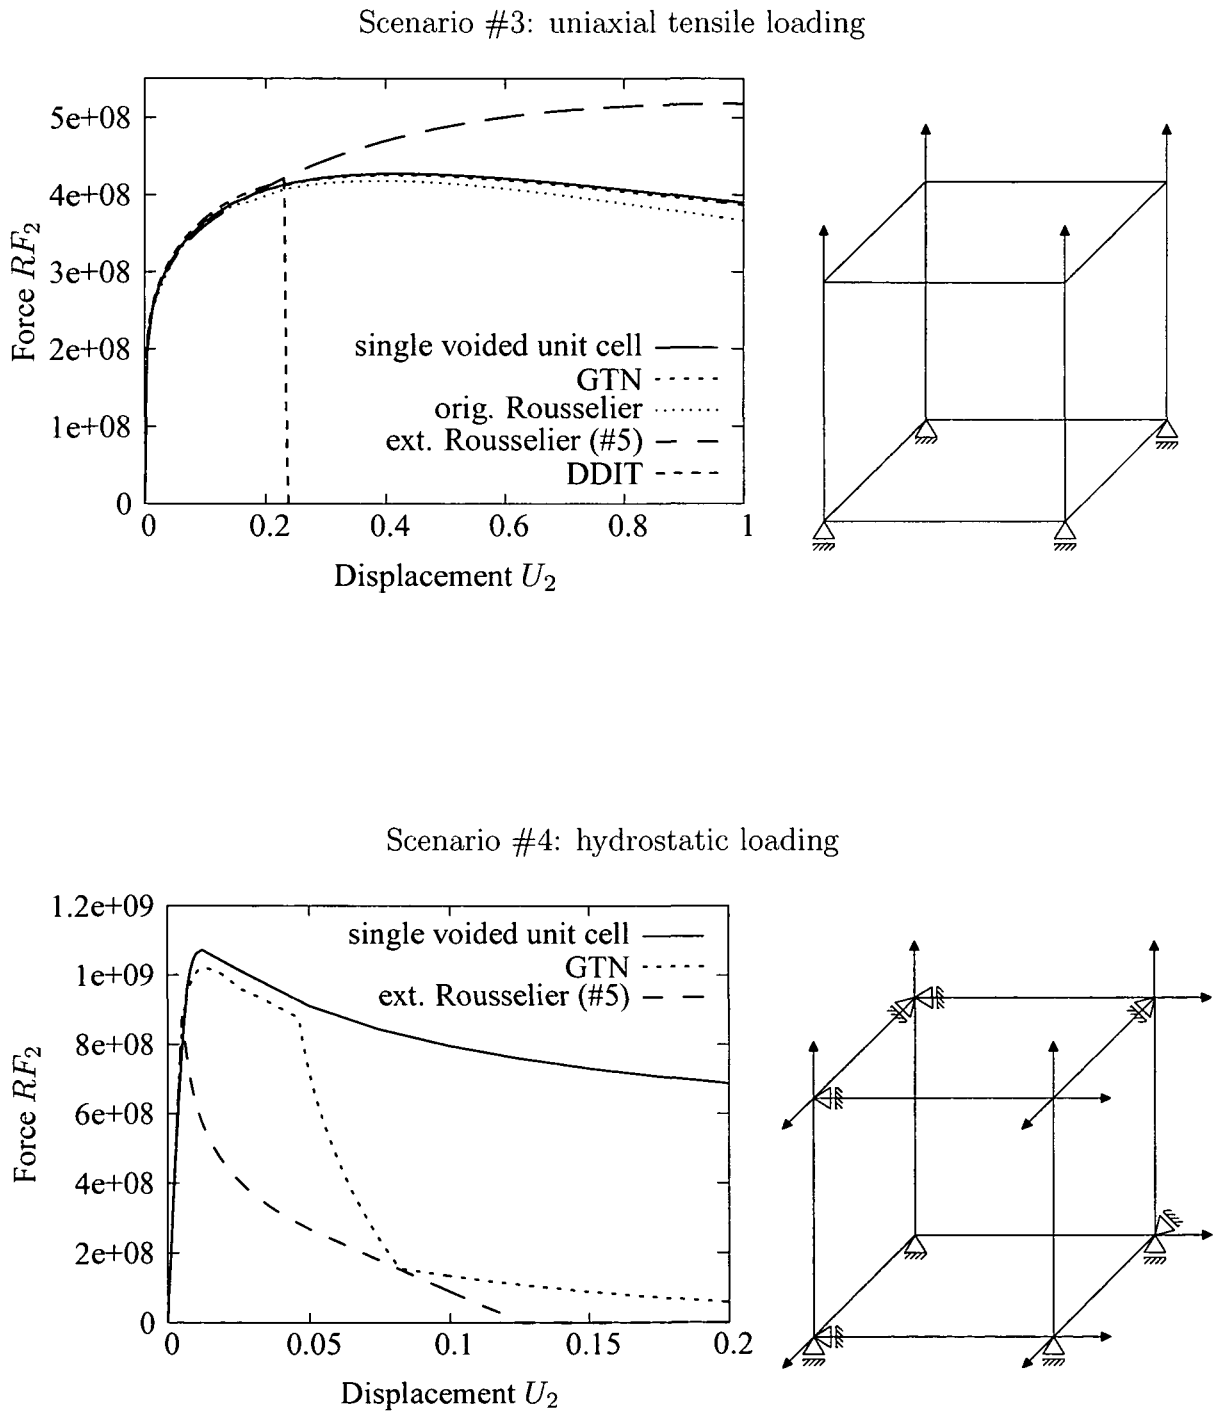 Scenario #3: uniaxial tensile loading
5e+08
4e+08
3e+08
2e+08
1e+08
0
Force RF2
single voided unit cell
GTN
orig. Rousselier
ext. Rousselier (#5)
DDIT
0 0.2 0.4 0.6 0.8 1
Displacement U2
Scenario #4: hydrostatic loading
1.2e+09
1e+09
8e+08
6e+08
4e+08
2e+08
0
Force RF2
single voided unit cell
GTN
ext. Rousselier (#5)
0 0.05 0.1 0.15 0.2
Displacement U2